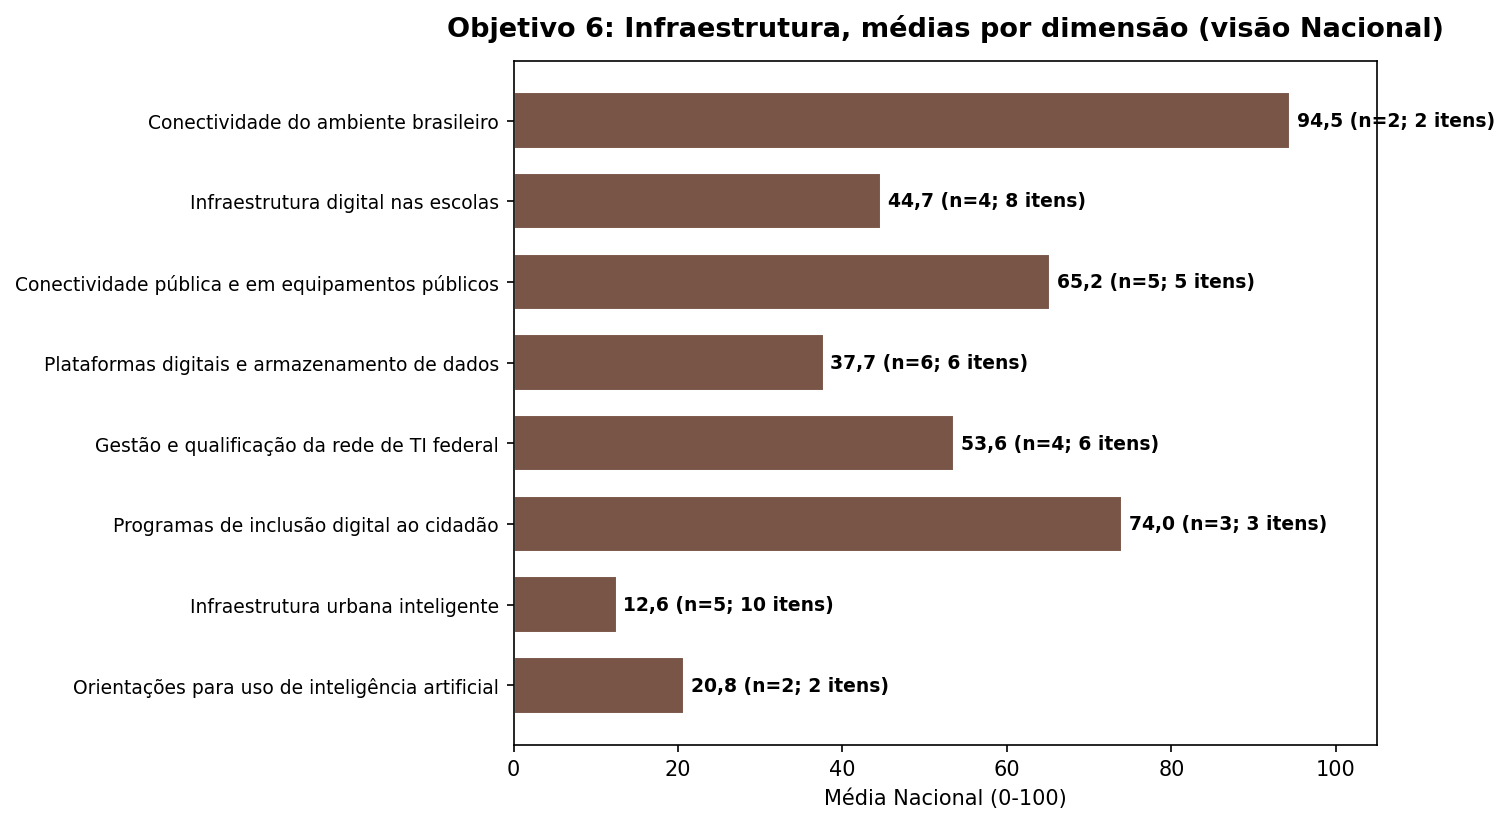 Objetivo 6: Infraestrutura, médias por dimensão (visão Nacional)
Conectividade do ambiente brasileiro 94,5 (n=2; 2 itens)
Infraestrutura digital nas escolas 44,7 (n=4; 8 itens)
Conectividade pública e em equipamentos públicos 65,2 (n=5; 5 itens)
Plataformas digitais e armazenamento de dados 37,7 (n=6; 6 itens)
Gestão e qualificação da rede de TI federal 53,6 (n=4; 6 itens)
Programas de inclusão digital ao cidadão 74,0 (n=3; 3 itens)
Infraestrutura urbana inteligente 12,6 (n=5; 10 itens)
Orientações para uso de inteligência artificial 20,8 (n=2; 2 itens)
0 20 40 60 80 100
Média Nacional (0-100)